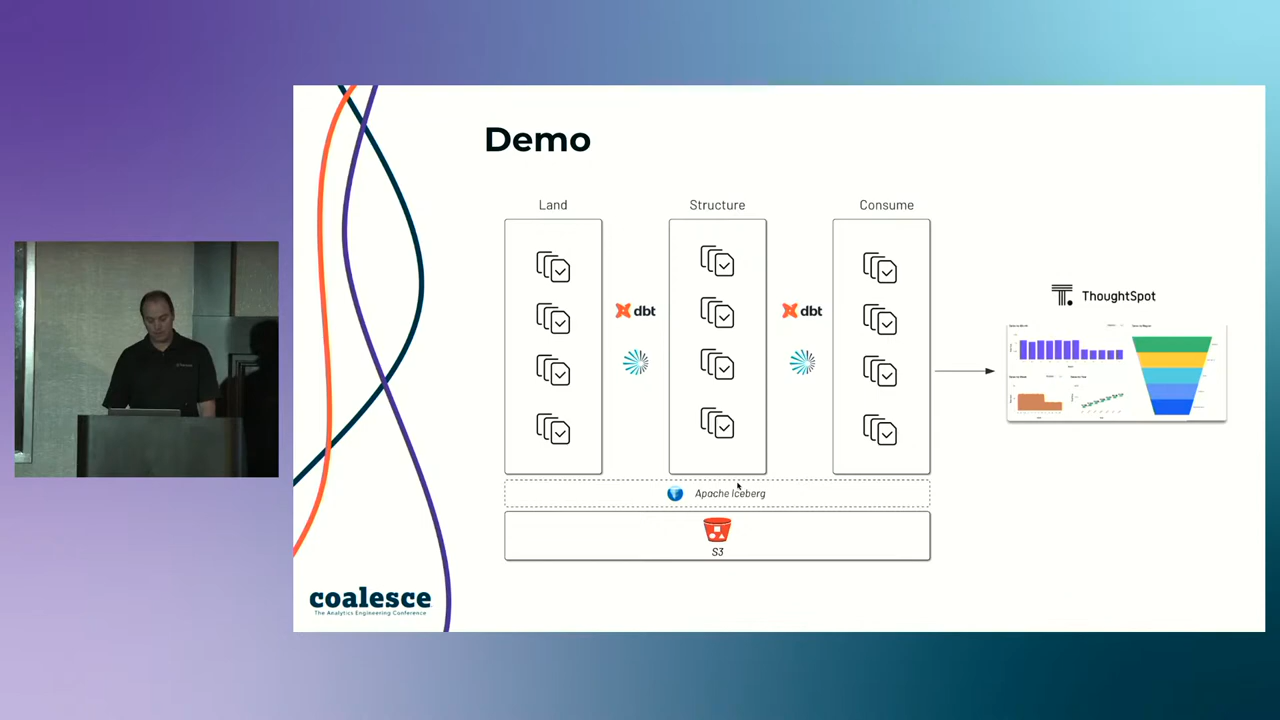 Demo
Land
Structure
Consume
dbt
dbt
ThoughtSpot
Apache Iceberg
S3
coalesce
The Analytics Engineering Conference